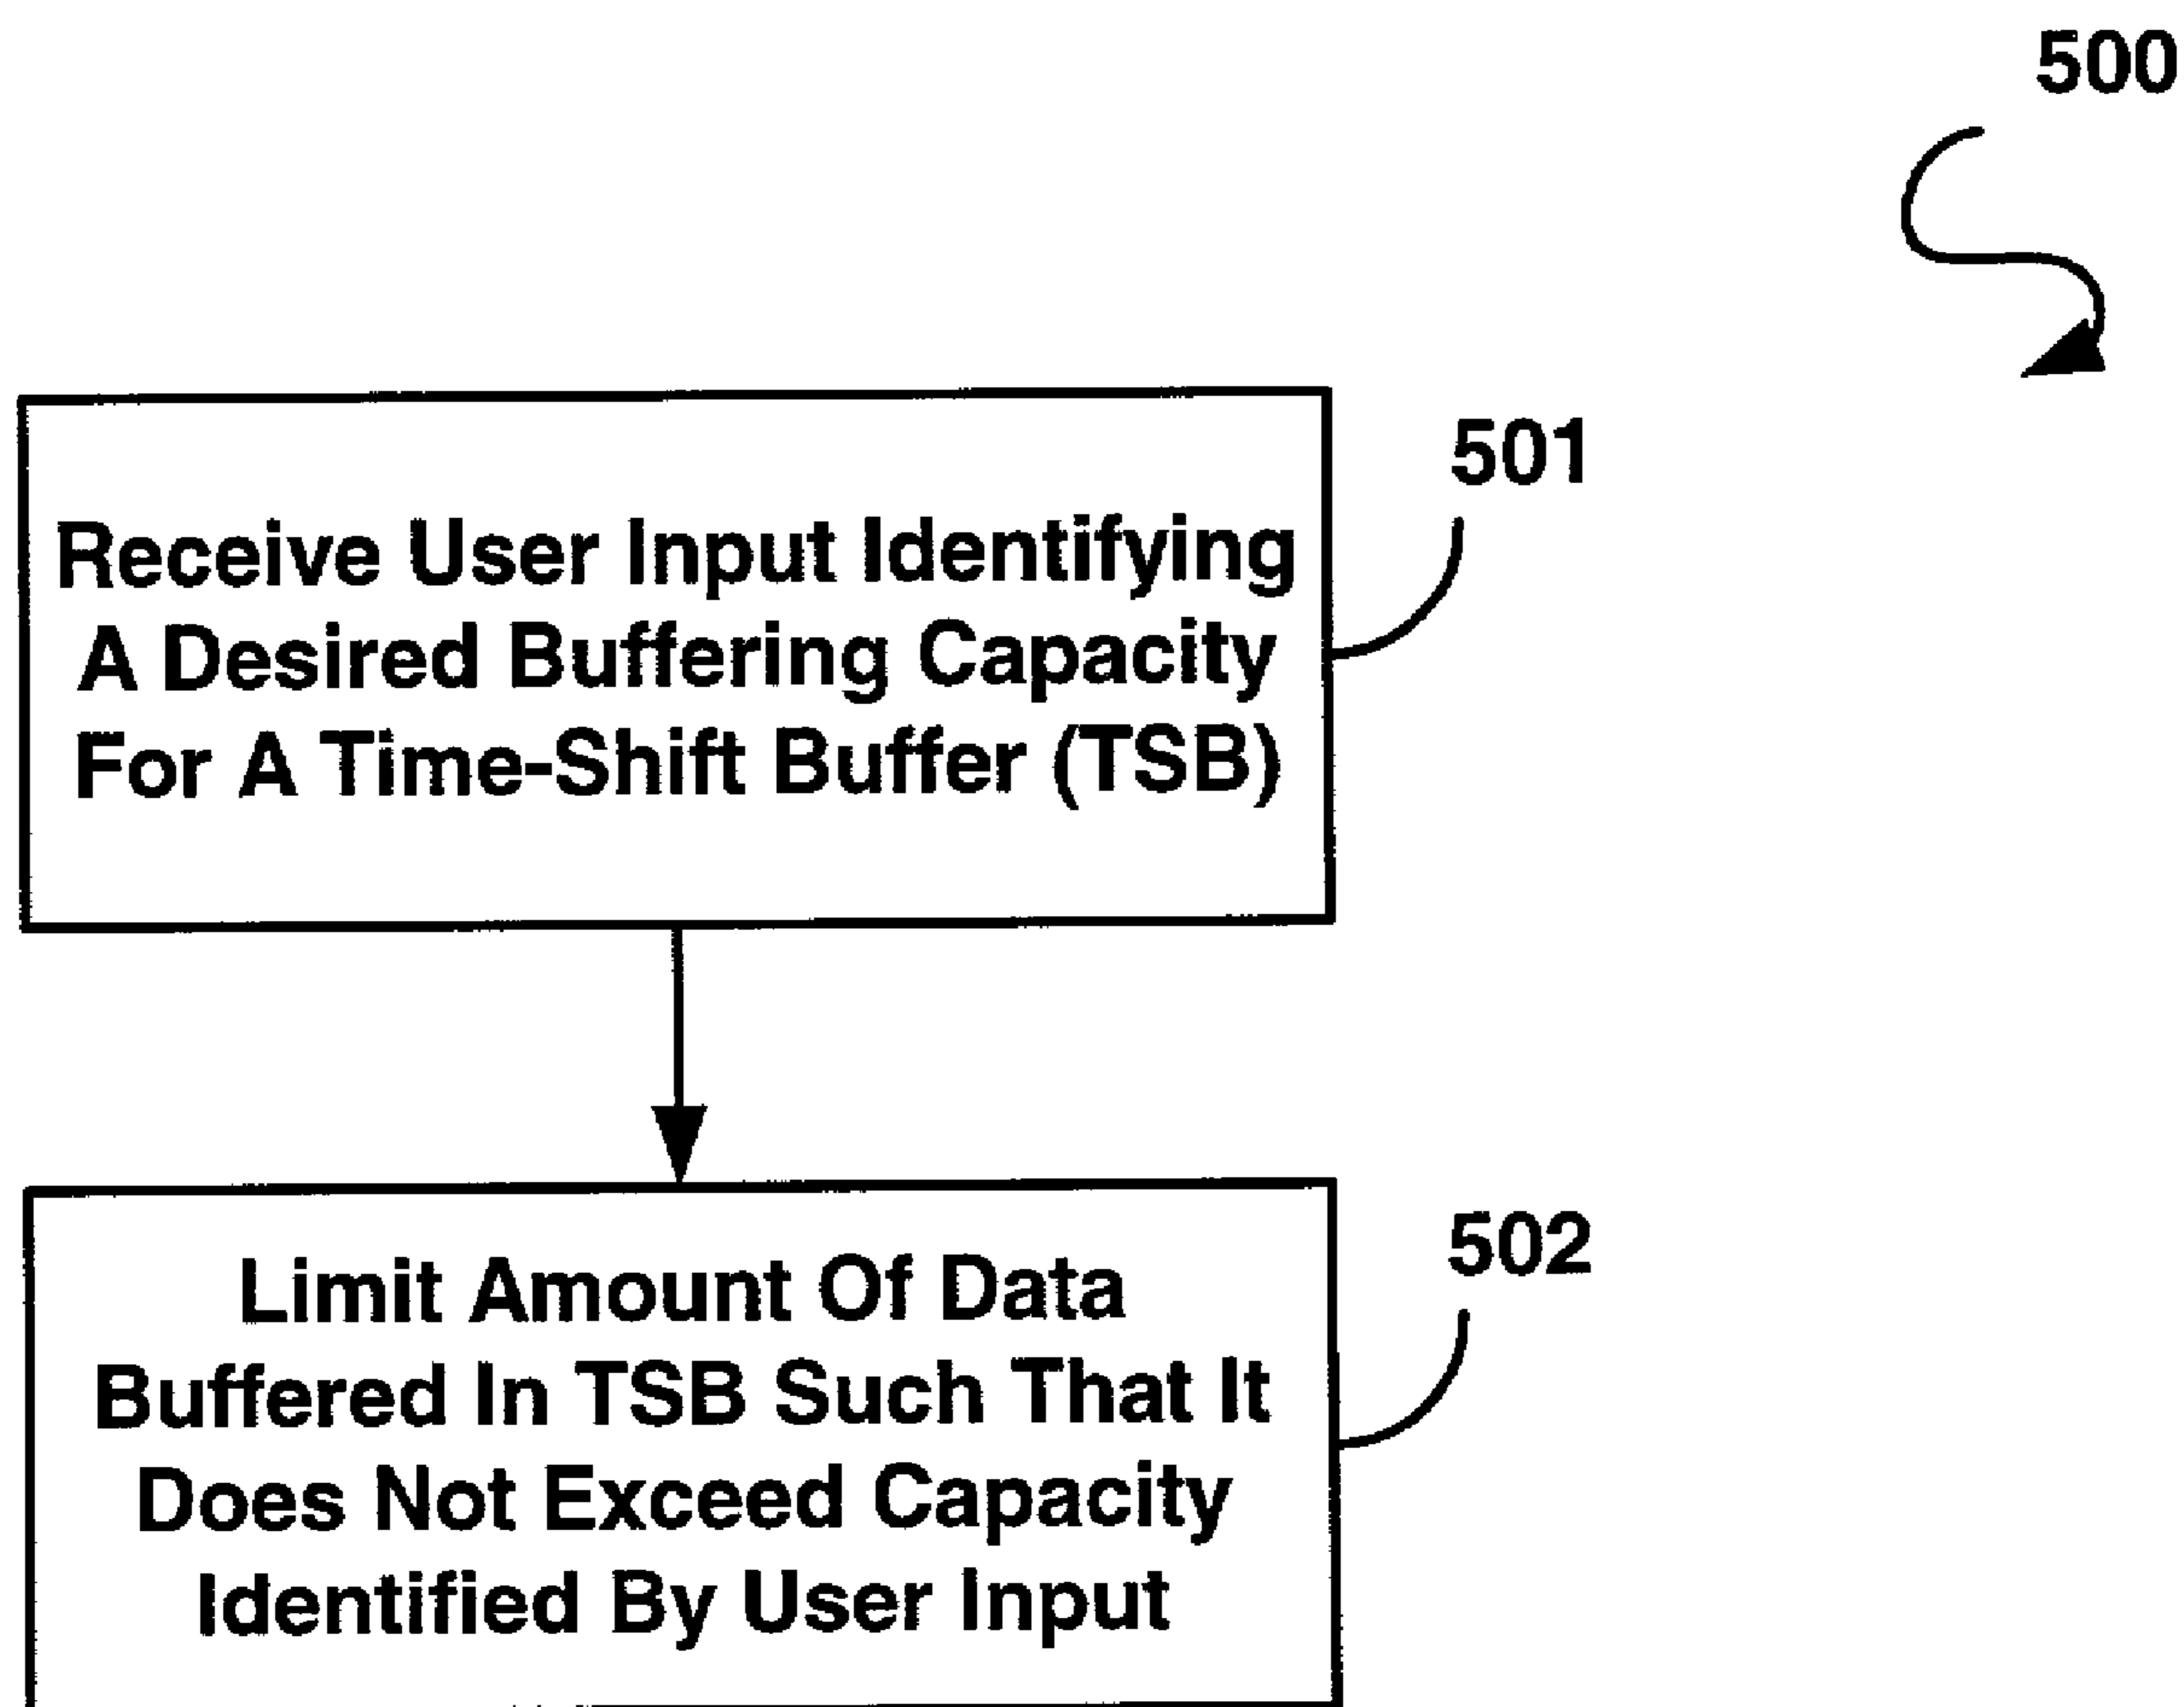 500
501
Receive User Input Identifying
A Desired Buffering Capacity
For A Time-Shift Buffer (TSB)
502
Limit Amount Of Data
Buffered In TSB Such That It
Does Not Exceed Capacity
Identified By User Input